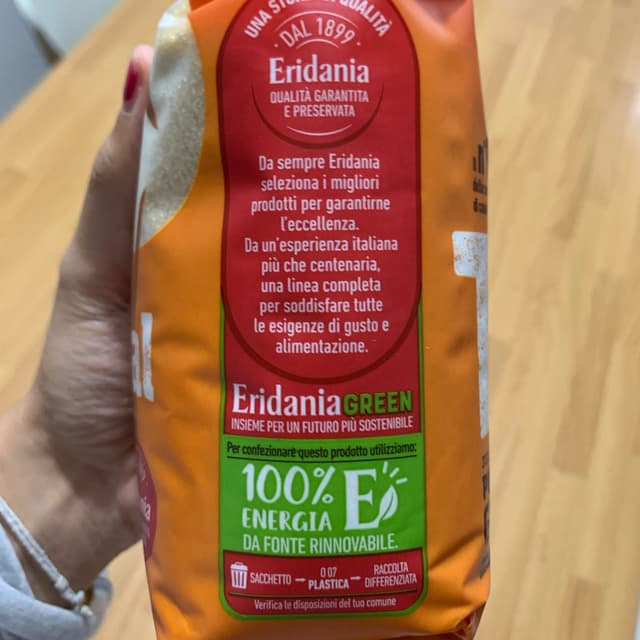 UNA STORIA DI QUALITÀ
DAL 1899
Eridania
QUALITÀ GARANTITA
E PRESERVATA
Da sempre Eridania
seleziona i migliori
prodotti per garantirne
l'eccellenza.
Da un'esperienza italiana
più che centenaria,
una linea completa
per soddisfare tutte
le esigenze di gusto e
alimentazione.
Eridania GREEN
INSIEME PER UN FUTURO PIÙ SOSTENIBILE
Per confezionare questo prodotto utilizziamo:
100% E
ENERGIA
DA FONTE RINNOVABILE.
SACCHETTO → O 07 PLASTICA → RACCOLTA DIFFERENZIATA
Verifica le disposizioni del tuo comune
al